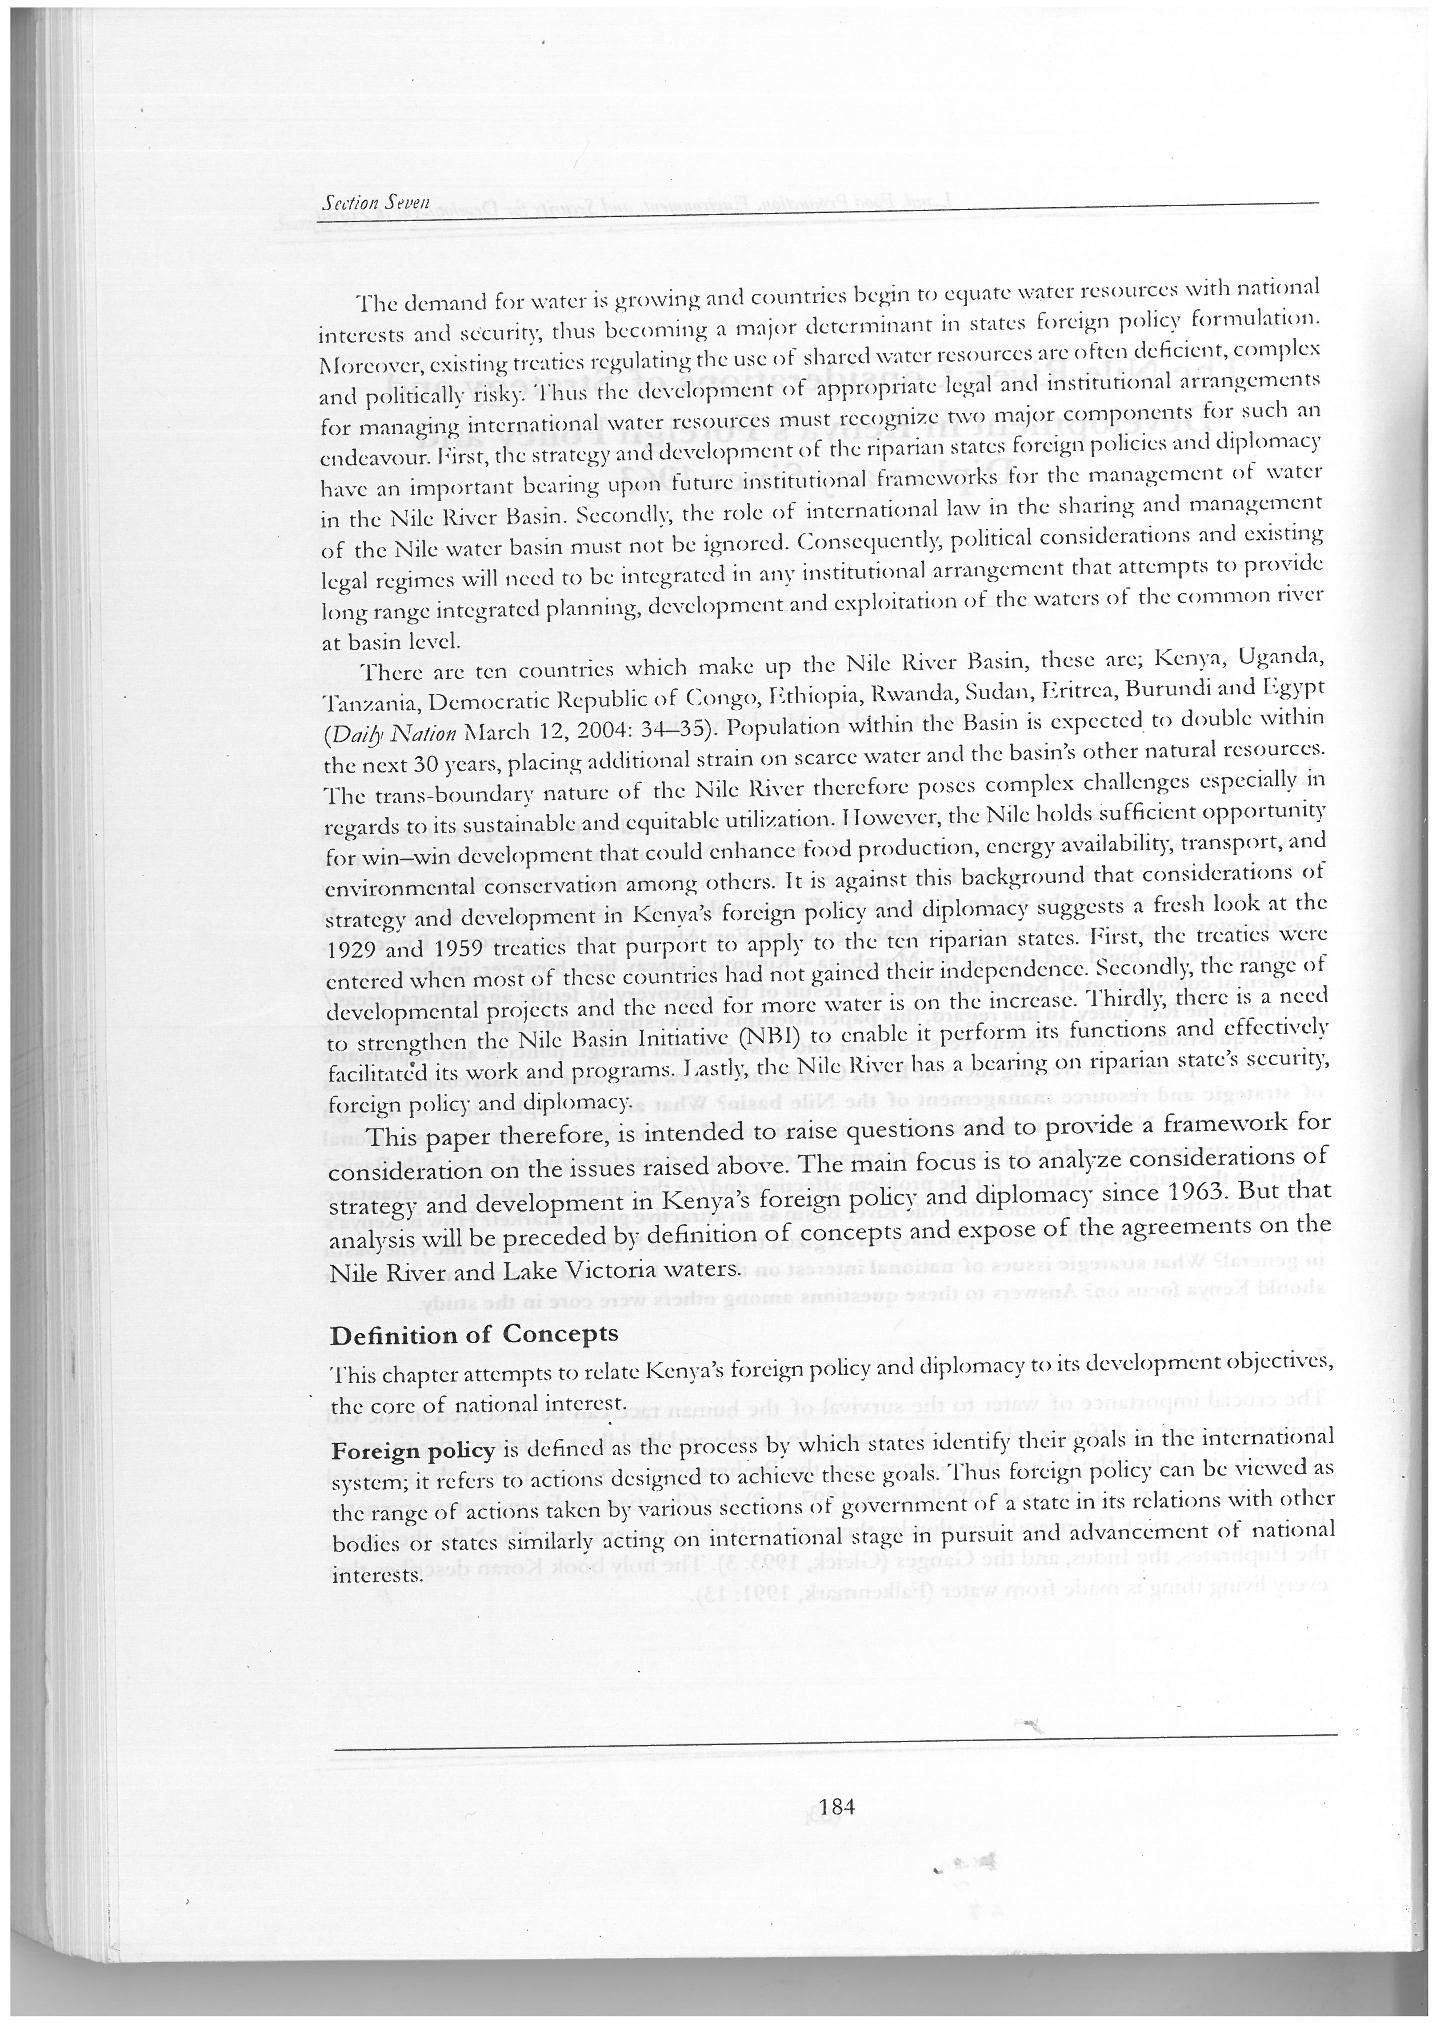 Section Seven
The demand for water is growing and countries begin to equate water resources with national
interests and security, thus becoming a major determinant in states foreign policy formulation.
Moreover, existing treaties regulating the use of shared water resources are often deficient, complex
and politically risky. Thus the development of appropriate legal and institutional arrangements
for managing international water resources must recognize two major components for such an
endeavour. First, the strategy and development of the riparian states foreign policies and diplomacy
have an important bearing upon future institutional frameworks for the management of water
in the Nile River Basin. Secondly, the role of international law in the sharing and management
of the Nile water basin must not be ignored. Consequently, political considerations and existing
legal regimes will need to be integrated in any institutional arrangement that attempts to provide
long range integrated planning, development and exploitation of the waters of the common river
at basin level.
There are ten countries which make up the Nile River Basin, these are; Kenya, Uganda,
Tanzania, Democratic Republic of Congo, Ethiopia, Rwanda, Sudan, Eritrea, Burundi and Egypt
(Daily Nation March 12, 2004: 34–35). Population within the Basin is expected to double within
the next 30 years, placing additional strain on scarce water and the basin's other natural resources.
The trans-boundary nature of the Nile River therefore poses complex challenges especially in
regards to its sustainable and equitable utilization. However, the Nile holds sufficient opportunity
for win–win development that could enhance food production, energy availability, transport, and
environmental conservation among others. It is against this background that considerations of
strategy and development in Kenya's foreign policy and diplomacy suggests a fresh look at the
1929 and 1959 treaties that purport to apply to the ten riparian states. First, the treaties were
entered when most of these countries had not gained their independence. Secondly, the range of
developmental projects and the need for more water is on the increase. Thirdly, there is a need
to strengthen the Nile Basin Initiative (NBI) to enable it perform its functions and effectively
facilitated its work and programs. Lastly, the Nile River has a bearing on riparian state's security,
foreign policy and diplomacy.
This paper therefore, is intended to raise questions and to provide a framework for
consideration on the issues raised above. The main focus is to analyze considerations of
strategy and development in Kenya's foreign policy and diplomacy since 1963. But that
analysis will be preceded by definition of concepts and expose of the agreements on the
Nile River and Lake Victoria waters.
Definition of Concepts
This chapter attempts to relate Kenya's foreign policy and diplomacy to its development objectives,
the core of national interest.
Foreign policy is defined as the process by which states identify their goals in the international
system; it refers to actions designed to achieve these goals. Thus foreign policy can be viewed as
the range of actions taken by various sections of government of a state in its relations with other
bodies or states similarly acting on international stage in pursuit and advancement of national
interests.
184